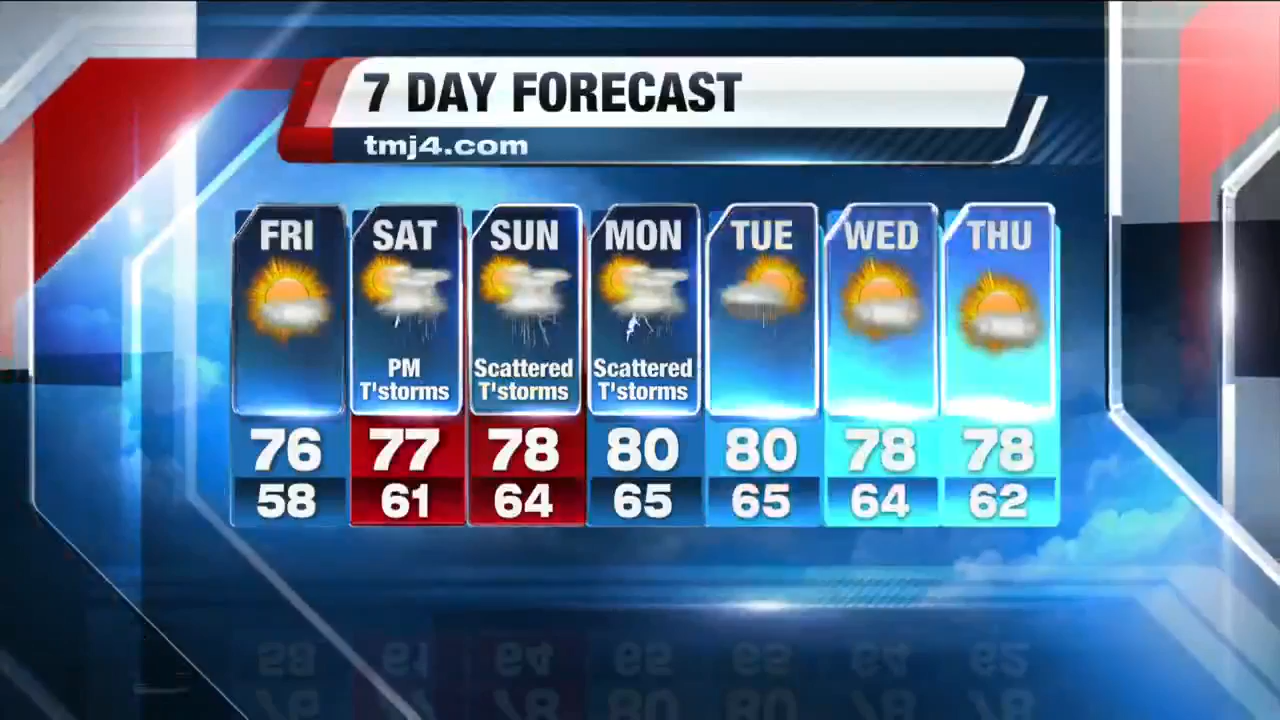 7 DAY FORECAST
tmj4.com
FRI SAT SUN MON TUE WED THU
PM Scattered Scattered
T'storms T'storms T'storms
76 77 78 80 80 78 78
58 61 64 65 65 64 62